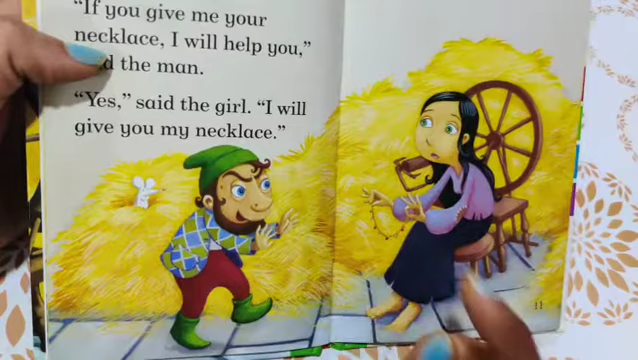 "If you give me your
necklace, I will help you,"
the man.
"Yes," said the girl. "I will
give you my necklace."
11